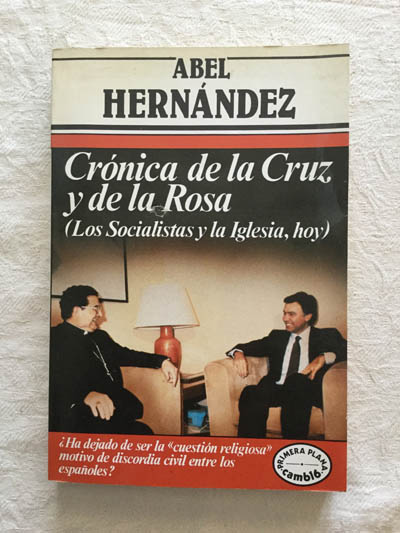 ABEL
HERNÁNDEZ
Crónica de la Cruz
y de la Rosa
(Los Socialistas y la Iglesia, hoy)
¿Ha dejado de ser la «cuestión religiosa»
motivo de discordia civil entre los
españoles?
PRIMERA PLANA
cambi6